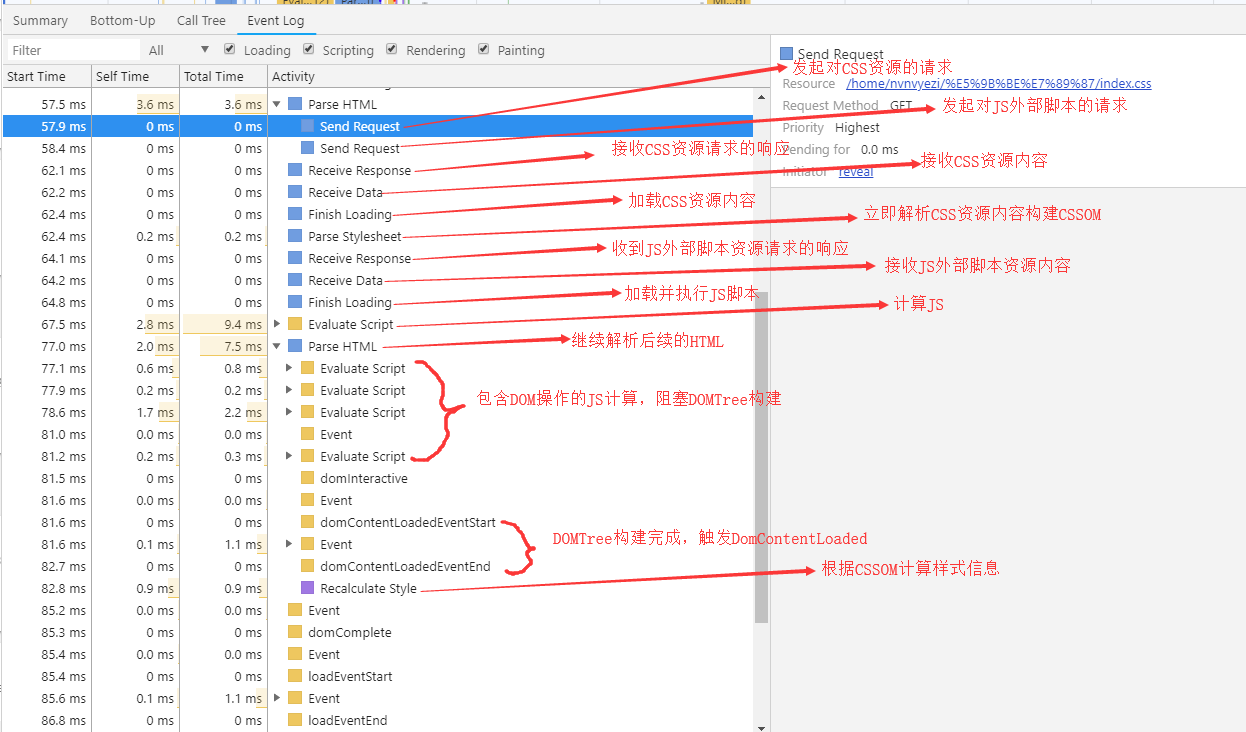 Summary Bottom-Up Call Tree Event Log
Filter All Loading Scripting Rendering Painting
Start Time Self Time Total Time Activity
57.5 ms 3.6 ms 3.6 ms Parse HTML
57.9 ms 0 ms 0 ms Send Request
58.4 ms 0 ms 0 ms Send Request
62.1 ms 0 ms 0 ms Receive Response
62.2 ms 0 ms 0 ms Receive Data
62.4 ms 0 ms 0 ms Finish Loading
62.4 ms 0.2 ms 0.2 ms Parse Stylesheet
64.1 ms 0 ms 0 ms Receive Response
64.2 ms 0 ms 0 ms Receive Data
64.8 ms 0 ms 0 ms Finish Loading
67.5 ms 2.8 ms 9.4 ms Evaluate Script
77.0 ms 2.0 ms 7.5 ms Parse HTML
77.1 ms 0.6 ms 0.8 ms Evaluate Script
77.9 ms 0.2 ms 0.2 ms Evaluate Script
78.6 ms 1.7 ms 2.2 ms Evaluate Script
81.0 ms 0.0 ms 0.0 ms Event
81.2 ms 0.2 ms 0.3 ms Evaluate Script
81.5 ms 0 ms 0 ms domInteractive
81.6 ms 0.0 ms 0.0 ms Event
81.6 ms 0 ms 0 ms domContentLoadedEventStart
81.6 ms 0.1 ms 1.1 ms Event
82.7 ms 0 ms 0 ms domContentLoadedEventEnd
82.8 ms 0.9 ms 0.9 ms Recalculate Style
85.2 ms 0.0 ms 0.0 ms Event
85.3 ms 0 ms 0 ms domComplete
85.4 ms 0.0 ms 0.0 ms Event
85.4 ms 0 ms 0 ms loadEventStart
85.6 ms 0.1 ms 1.1 ms Event
86.8 ms 0 ms 0 ms loadEventEnd
Send Request
发起对CSS资源的请求
Resource /home/nvnvyezi/%E5%9B%BE%E7%89%87/index.css
Request Method GET
发起对JS外部脚本的请求
Priority Highest
接收CSS资源请求的响应
Pending for 0.0 ms
接收CSS资源内容
Initiator reveal
加载CSS资源内容
立即解析CSS资源内容构建CSSOM
收到JS外部脚本资源请求的响应
接收JS外部脚本资源内容
加载并执行JS脚本
计算JS
继续解析后续的HTML
包含DOM操作的JS计算，阻塞DOMTree构建
DOMTree构建完成，触发DomContentLoaded
根据CSSOM计算样式信息